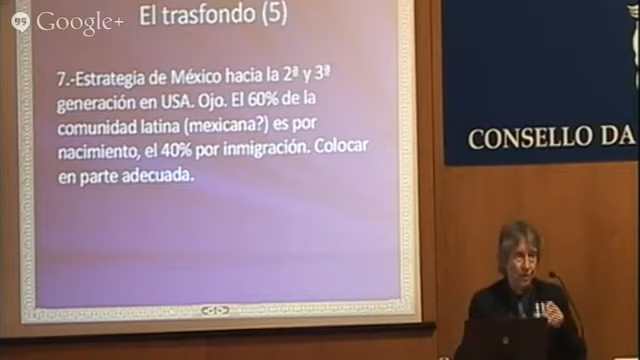 Google+
El trasfondo (5)
7.-Estrategia de México hacia la 2ª y 3ª
generación en USA. Ojo. El 60% de la
comunidad latina (mexicana?) es por
nacimiento, el 40% por inmigración. Colocar
en parte adecuada.
CONSELLO DA